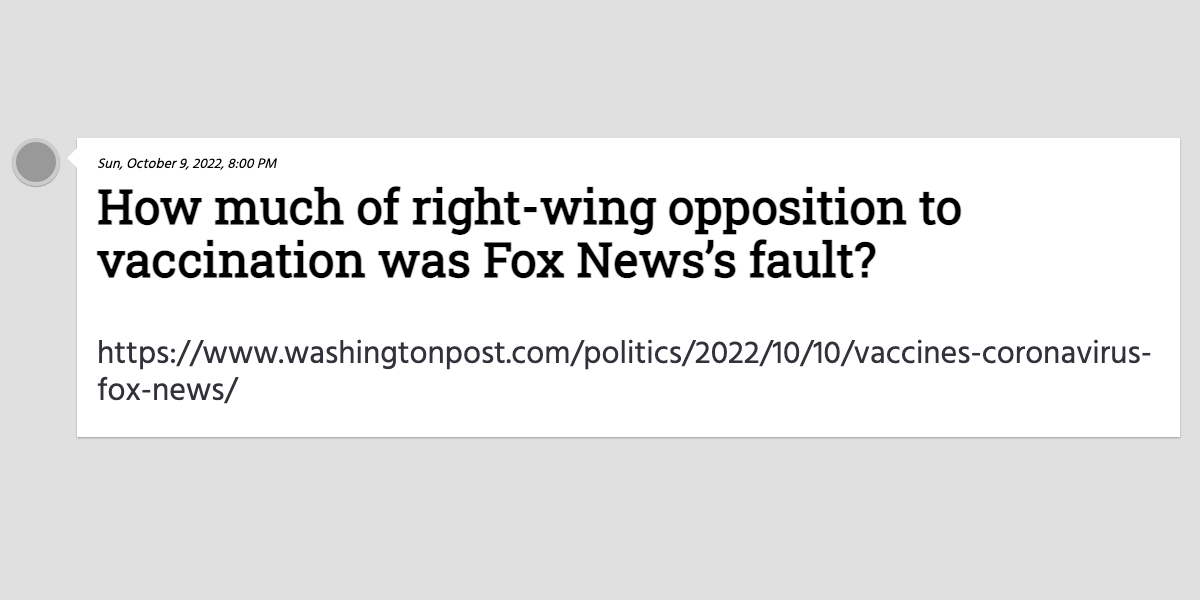 Sun, October 9, 2022, 8:00 PM
How much of right-wing opposition to
vaccination was Fox News’s fault?
https://www.washingtonpost.com/politics/2022/10/10/vaccines-coronavirus-
fox-news/